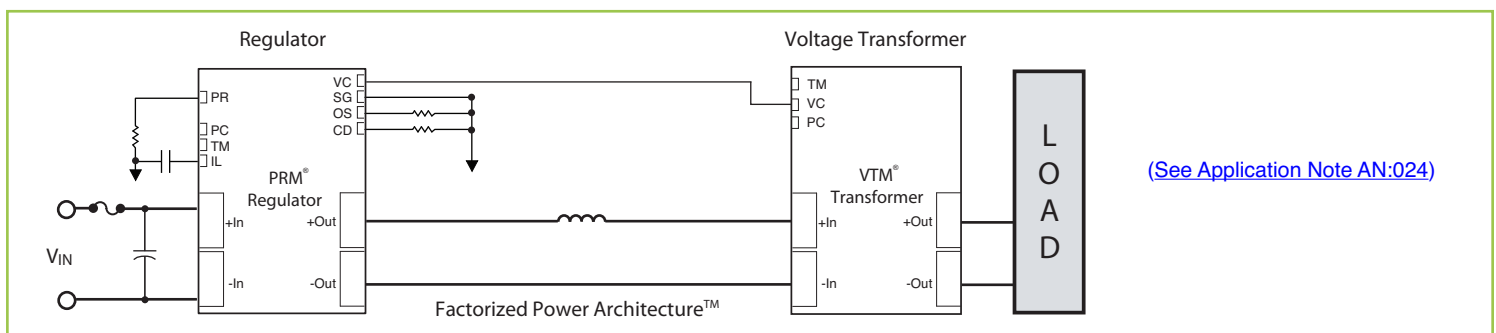 Regulator
Voltage Transformer
VC
SG
OS
CD
PR
PC
TM
IL
PRM®
Regulator
+In
-In
+Out
-Out
VIN
Factorized Power Architecture™
TM
VC
PC
VTM®
Transformer
+In
-In
+Out
-Out
L
O
A
D
(See Application Note AN:024)